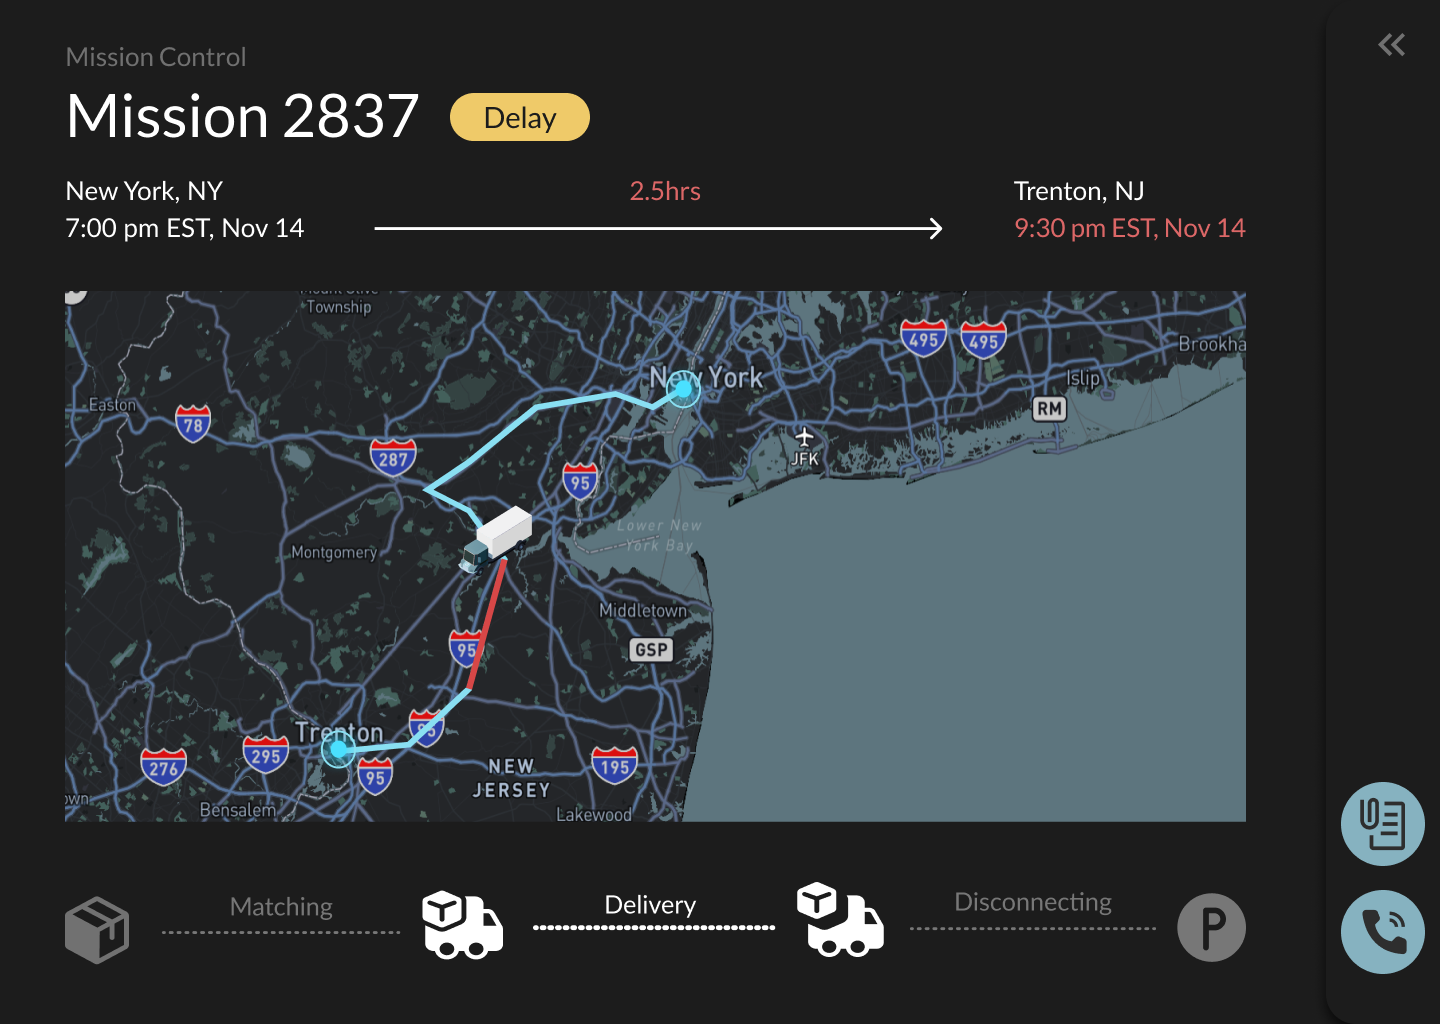 Mission Control
Mission 2837
Delay
New York, NY
2.5hrs
Trenton, NJ
7:00 pm EST, Nov 14
9:30 pm EST, Nov 14
Mount Olive
Township
495
495
Brookha
New York
Islip
Easton
RM
78
JFK
287
95
Lower New
York Bay
Montgomery
Middletown
95
GSP
Trenton
95
295
276
95
NEW
JERSEY
195
own
Bensalem
Lakewood
Matching
Delivery
Disconnecting
P